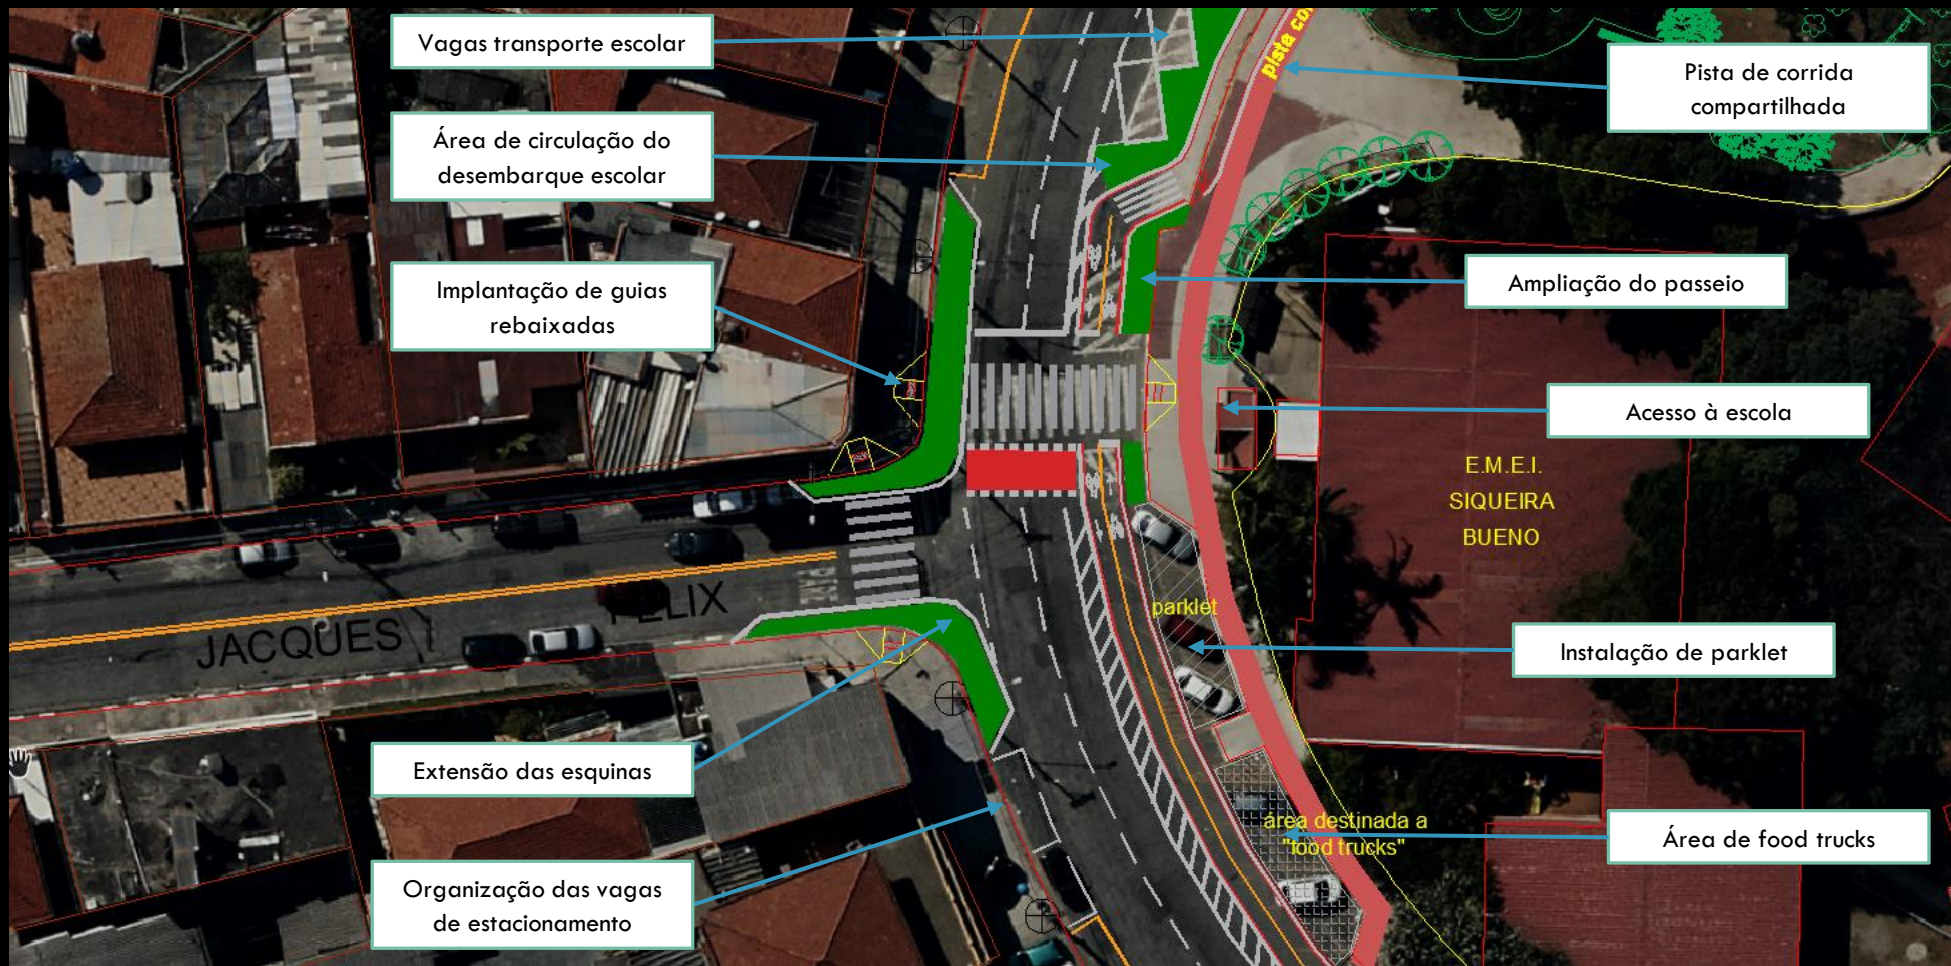 Vagas transporte escolar
Área de circulação do
desembarque escolar
Implantação de guias
rebaixadas
Extensão das esquinas
Organização das vagas
de estacionamento
JACQUES FELIX
pista co
Pista de corrida
compartilhada
Ampliação do passeio
Acesso à escola
E.M.E.I.
SIQUEIRA
BUENO
parklet
Instalação de parklet
área destinada a
"food trucks"
Área de food trucks